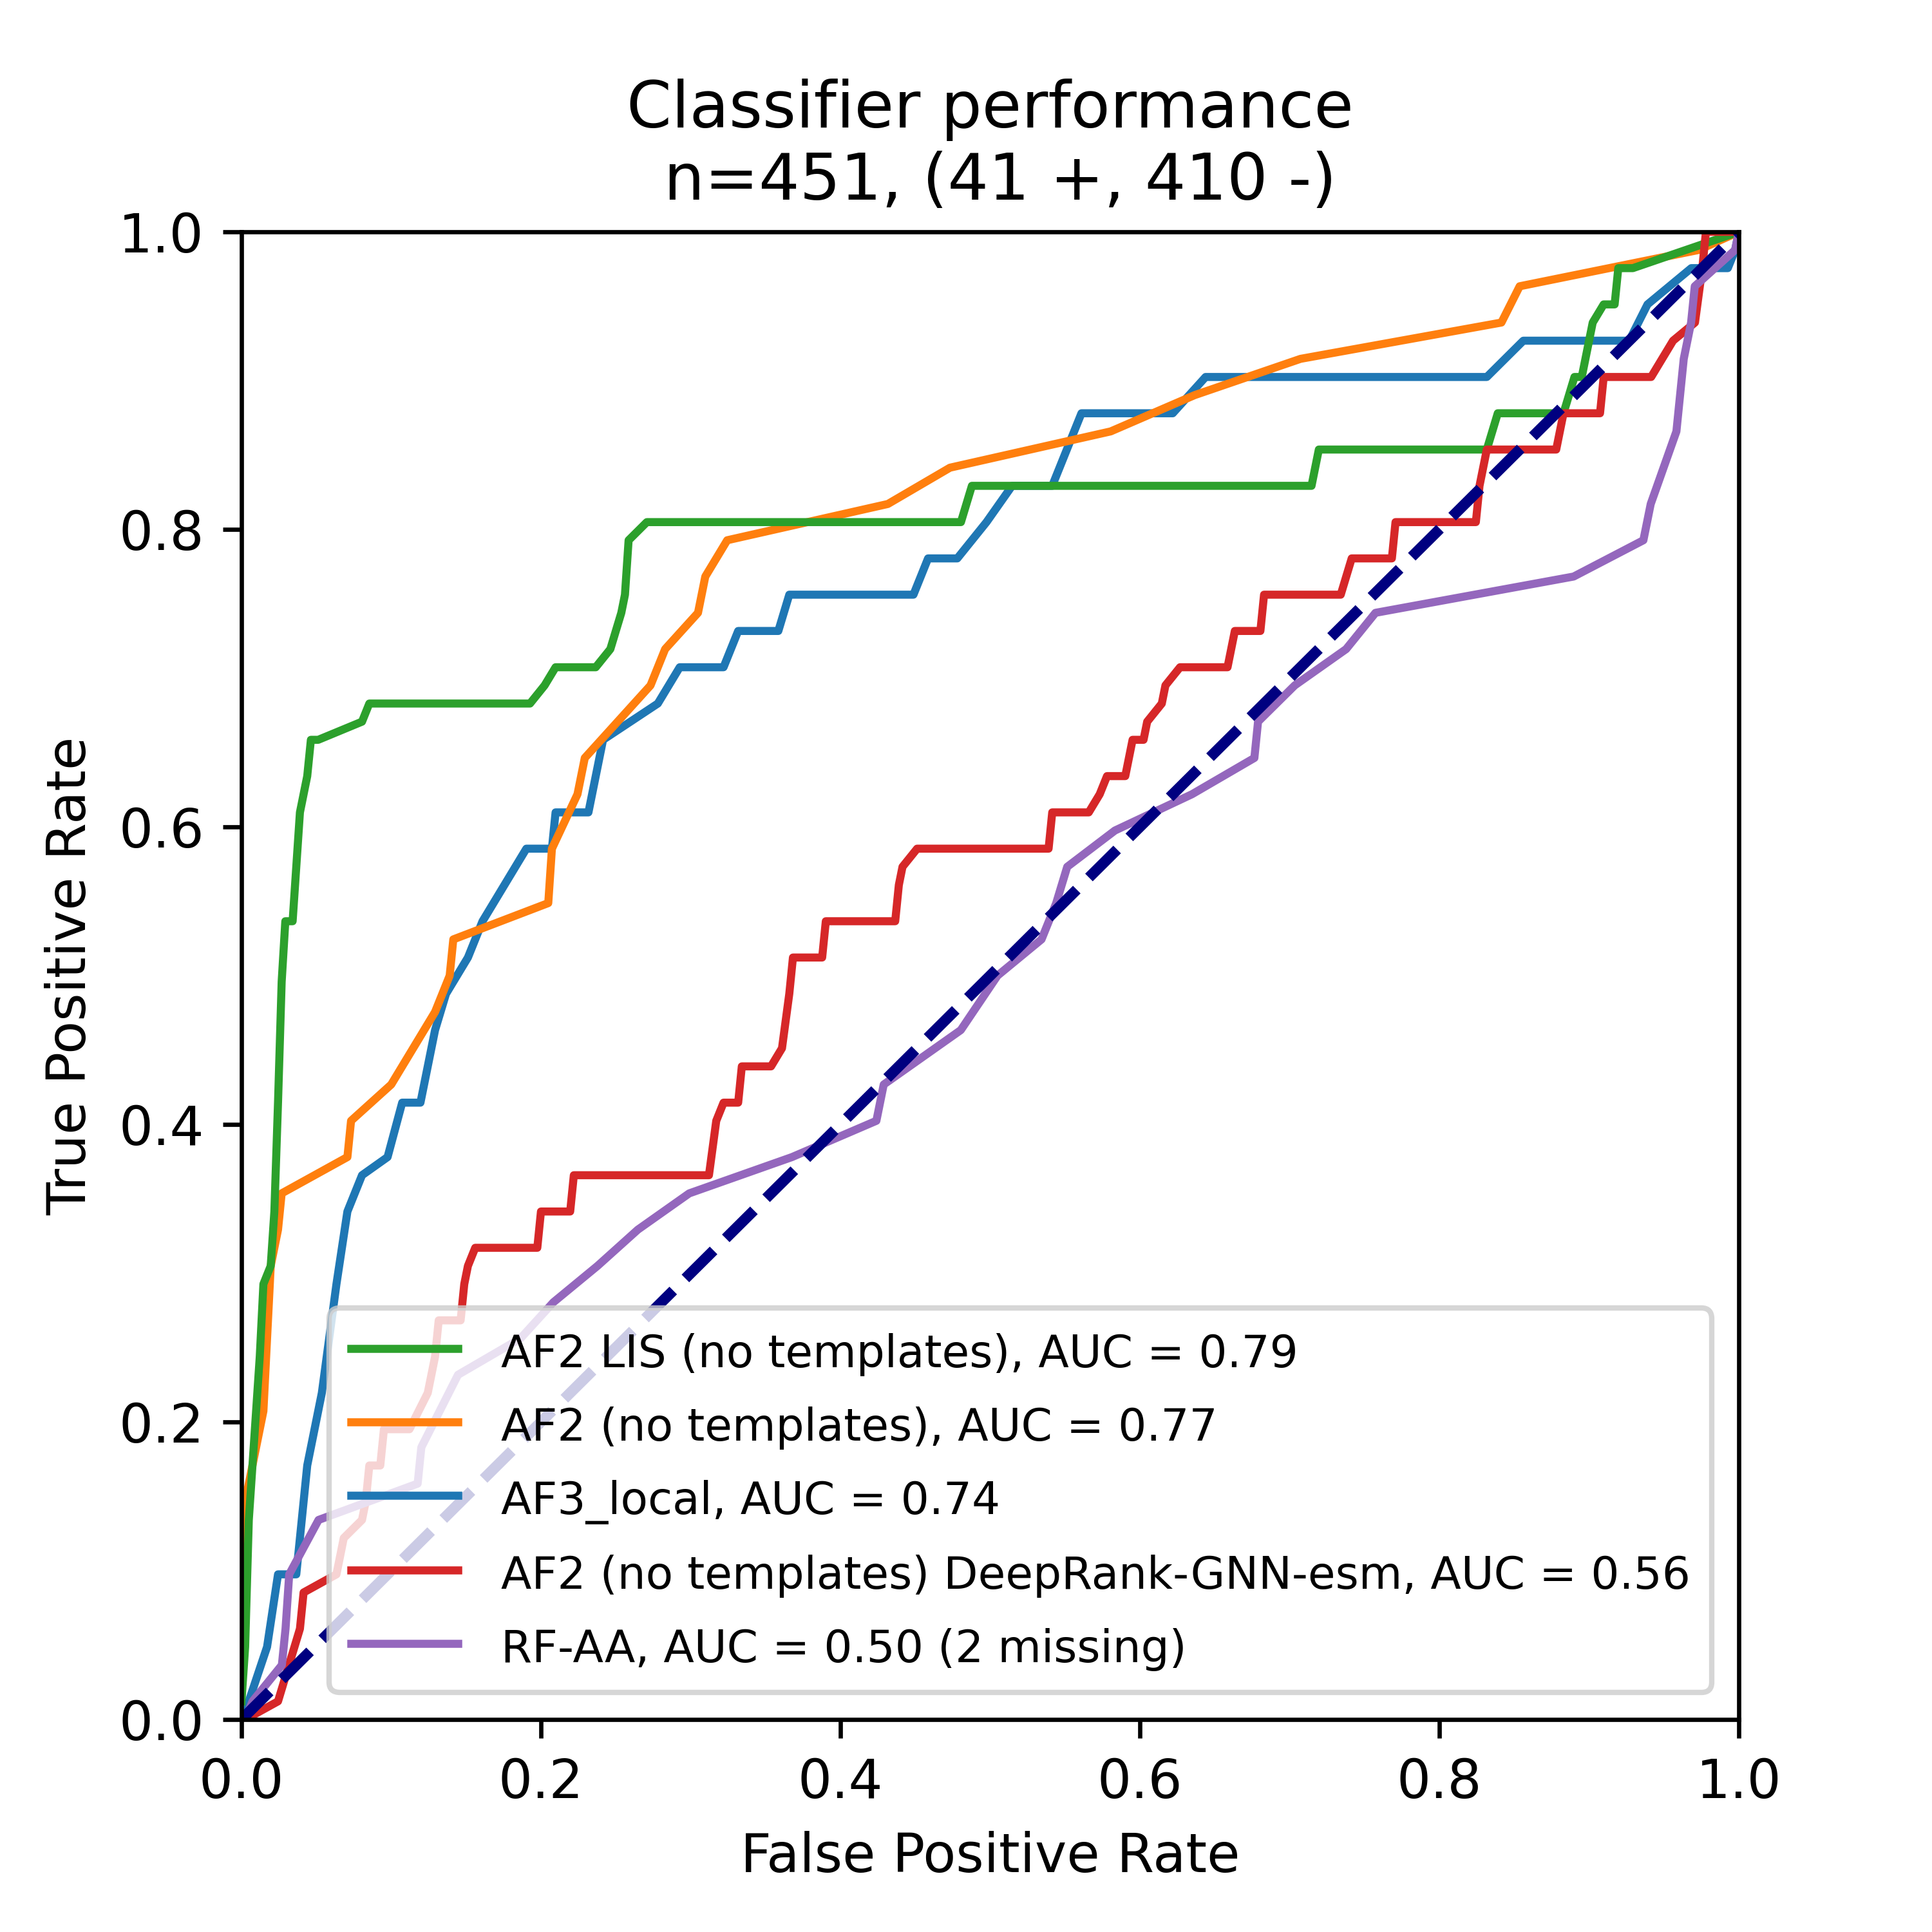 Classifier performance
n=451, (41 +, 410 -)
1.0
0.8
0.6
0.4
0.2
0.0
True Positive Rate
AF2 LIS (no templates), AUC = 0.79
AF2 (no templates), AUC = 0.77
AF3_local, AUC = 0.74
AF2 (no templates) DeepRank-GNN-esm, AUC = 0.56
RF-AA, AUC = 0.50 (2 missing)
0.0 0.2 0.4 0.6 0.8 1.0
False Positive Rate